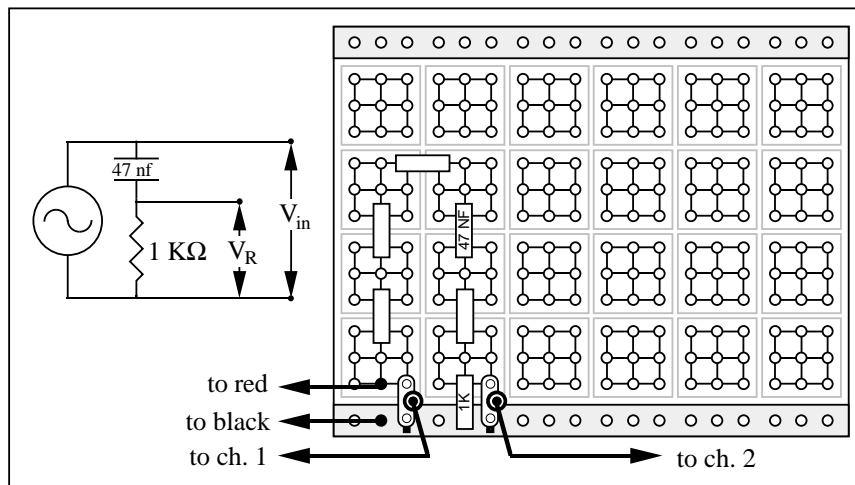 47 nf
1 KΩ
V_R
V_in
47 NF
1K
to red
to black
to ch. 1
to ch. 2